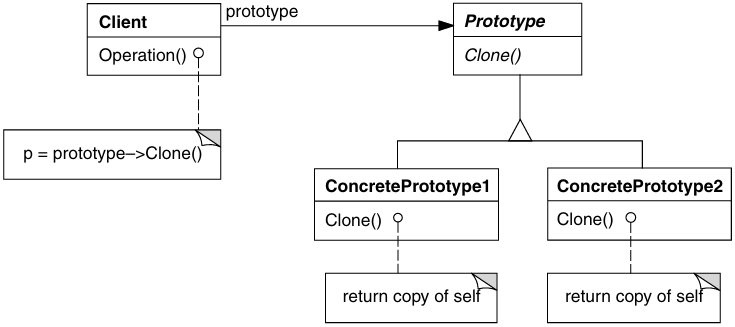 Client
prototype
Prototype
Operation()
Clone()
p = prototype–>Clone()
ConcretePrototype1
ConcretePrototype2
Clone()
Clone()
return copy of self
return copy of self